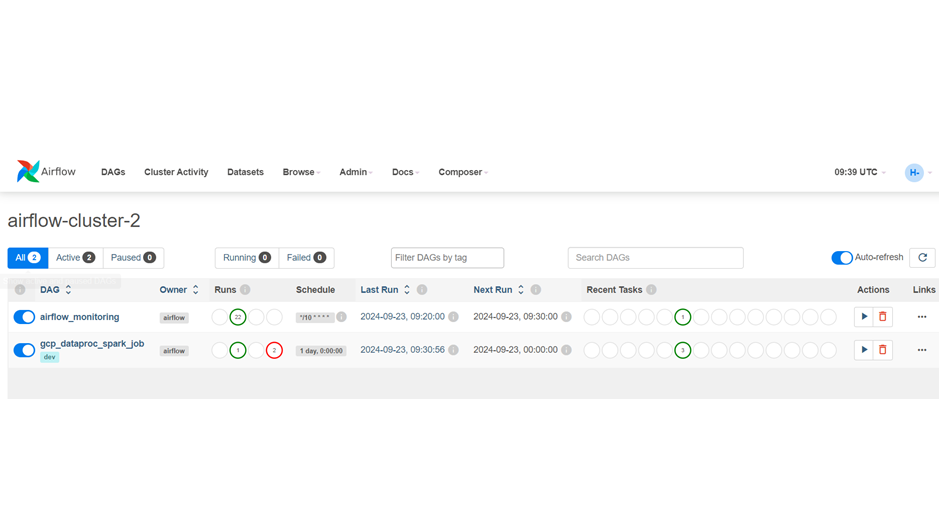 Airflow DAGs Cluster Activity Datasets Browse Admin Docs Composer 09:39 UTC H-
airflow-cluster-2
All 2 Active 2 Paused 0 Running 0 Failed 0 Filter DAGs by tag Search DAGs Auto-refresh
DAG Owner Runs Schedule Last Run Next Run Recent Tasks Actions Links
airflow_monitoring airflow 22 */10 * * * * 2024-09-23, 09:20:00 2024-09-23, 09:30:00 1
gcp_dataproc_spark_job airflow 1 2 1 day, 0:00:00 2024-09-23, 09:30:56 2024-09-23, 00:00:00 3
dev